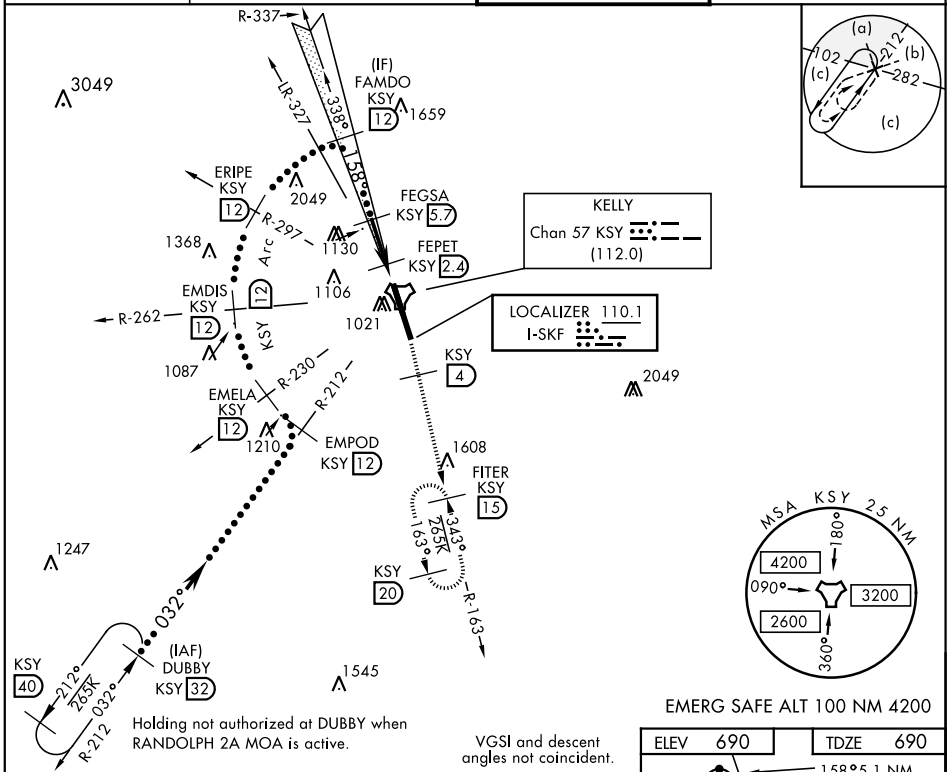 R-337
LR-327
338°
158°
(IF)
FAMDO
KSY
12
1659
3049
ERIPE
KSY
12
2049
R-297
Arc
1368
1130
FEGSA
KSY 5.7
FEPET
KSY 2.4
1106
1021
EMDIS
KSY
12
R-262
KSY
12
1087
R-230
R-212
EMELA
KSY
12
1210
EMPOD
KSY 12
KELLY
Chan 57 KSY
(112.0)
LOCALIZER 110.1
I-SKF
KSY
4
2049
1608
FITER
KSY
15
163°
265K
343°
KSY
20
R-163
1247
032°
(IAF)
DUBBY
KSY 32
KSY
40
212°
265K
032°
R-212
1545
Holding not authorized at DUBBY when
RANDOLPH 2A MOA is active.
VGSI and descent
angles not coincident.
(a)
212
(b)
102
(c)
282
(c)
MSA KSY 25 NM
180°
4200
090°
3200
2600
360°
EMERG SAFE ALT 100 NM 4200
ELEV 690
TDZE 690
158° 5.1 NM